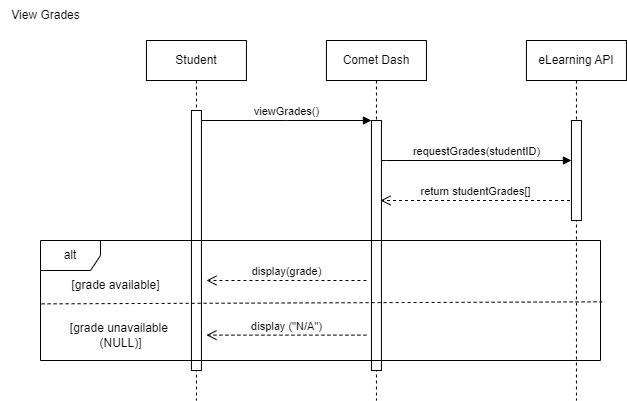 View Grades
Student
Comet Dash
eLearning API
viewGrades()
requestGrades(studentID)
return studentGrades[]
alt
display(grade)
[grade available]
display ("N/A")
[grade unavailable
(NULL)]